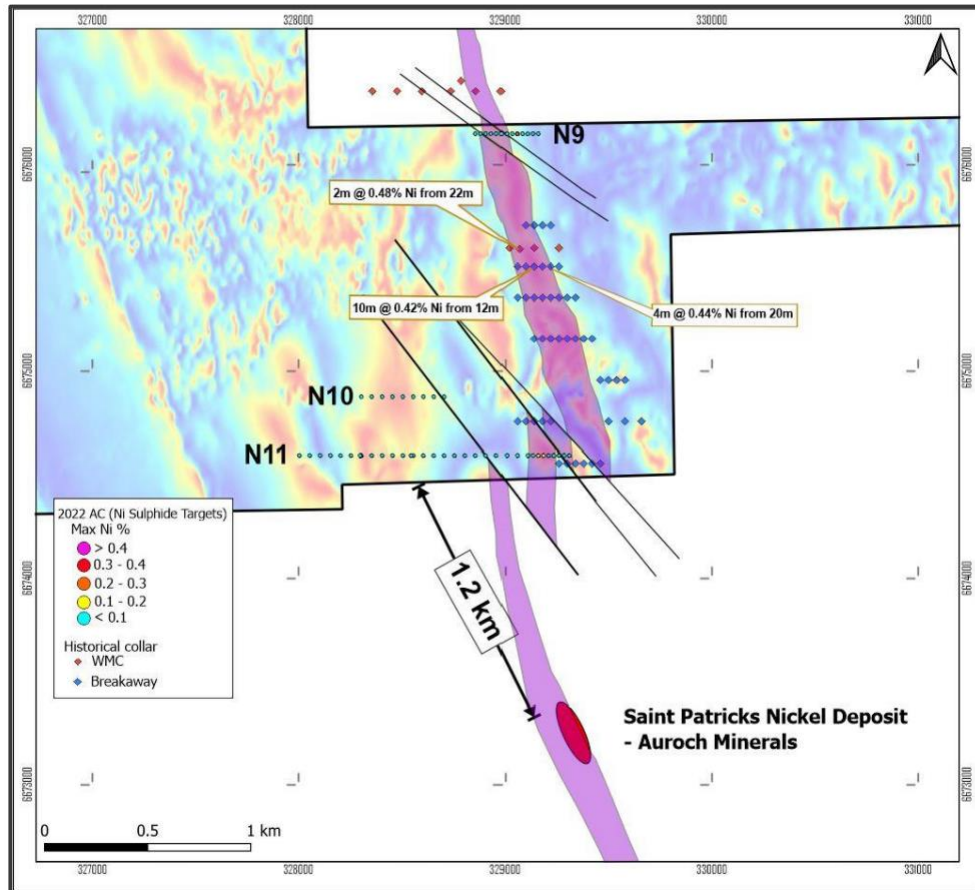 327000
328000
329000
330000
331000
6676000
6676000
N9
2m @ 0.48% Ni from 22m
10m @ 0.42% Ni from 12m
4m @ 0.44% Ni from 20m
6675000
6675000
N10
N11
2022 AC (Ni Sulphide Targets)
Max Ni %
> 0.4
0.3 - 0.4
0.2 - 0.3
0.1 - 0.2
< 0.1
Historical collar
WMC
Breakaway
1.2 km
6674000
6674000
Saint Patricks Nickel Deposit
- Auroch Minerals
6673000
6673000
0 0.5 1 km
327000
328000
329000
330000
331000